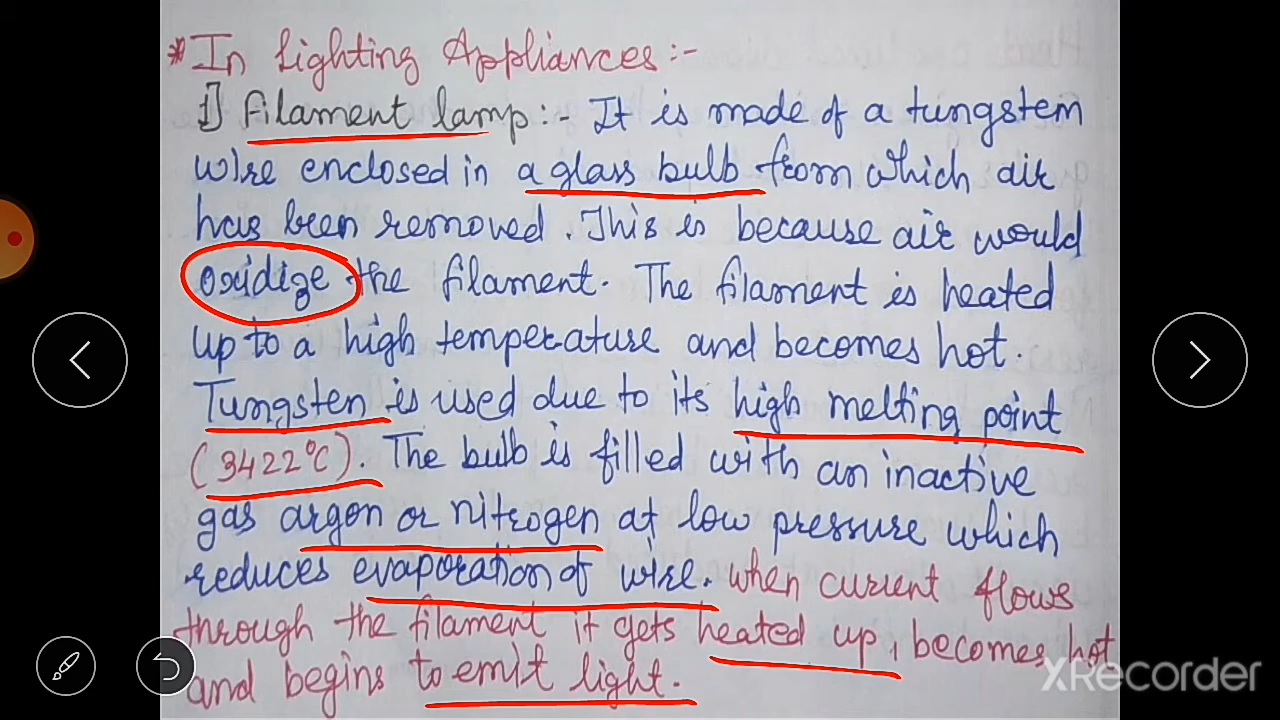 *In Lighting Appliances:-
1] Filament lamp:- It is made of a tungstem
wire enclosed in a glass bulb from which air
has been removed. This is because air would
oxidize the filament. The filament is heated
up to a high temperature and becomes hot.
Tungsten is used due to its high melting point
(3422°C). The bulb is filled with an inactive
gas argon or nitrogen at low pressure which
reduces evaporation of wire. when current flows
through the filament it gets heated up, becomes hot
and begins to emit light.
XRecorder